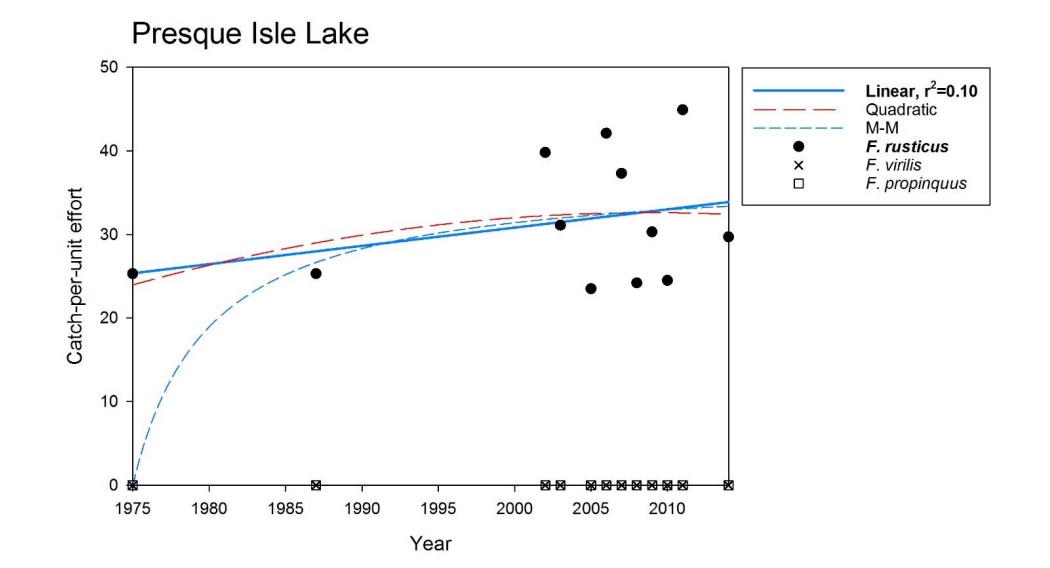 Presque Isle Lake
50
40
30
20
10
0
Catch-per-unit effort
1975 1980 1985 1990 1995 2000 2005 2010
Year
Linear, r²=0.10
Quadratic
M-M
F. rusticus
F. virilis
F. propinquus